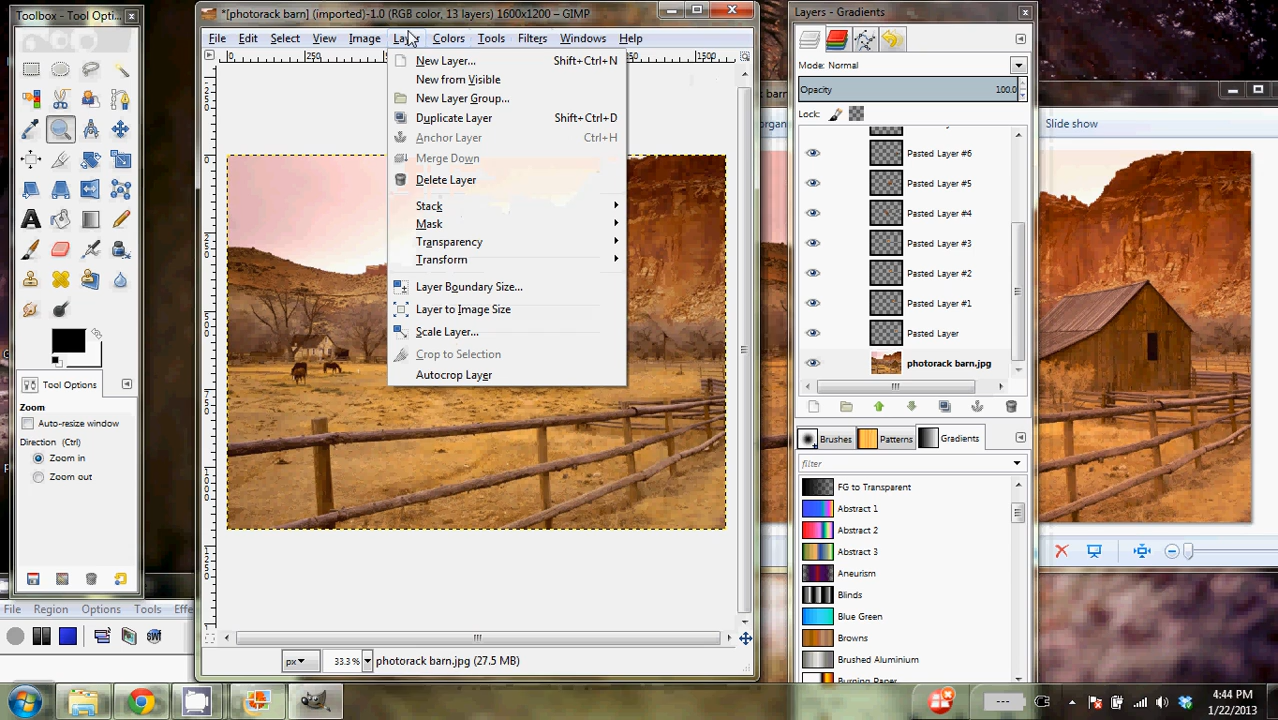 Toolbox - Tool Opti...
*[photorack barn] (imported)-1.0 (RGB color, 13 layers) 1600x1200 – GIMP
Layers - Gradients
File Edit Select View Image Layer Colors Tools Filters Windows Help
New Layer... Shift+Ctrl+N
New from Visible
New Layer Group...
Duplicate Layer Shift+Ctrl+D
Anchor Layer Ctrl+H
Merge Down
Delete Layer
Stack
Mask
Transparency
Transform
Layer Boundary Size...
Layer to Image Size
Scale Layer...
Crop to Selection
Autocrop Layer
Mode: Normal
Opacity 100.0
Lock:
Pasted Layer #6
Pasted Layer #5
Pasted Layer #4
Pasted Layer #3
Pasted Layer #2
Pasted Layer #1
Pasted Layer
photorack barn.jpg
Brushes Patterns Gradients
filter
FG to Transparent
Abstract 1
Abstract 2
Abstract 3
Aneurism
Blinds
Blue Green
Browns
Brushed Aluminium
Burning Paper
Slide show
Tool Options
Zoom
Auto-resize window
Direction (Ctrl)
Zoom in
Zoom out
File Region Options Tools Effe
px 33.3 % photorack barn.jpg (27.5 MB)
4:44 PM
1/22/2013